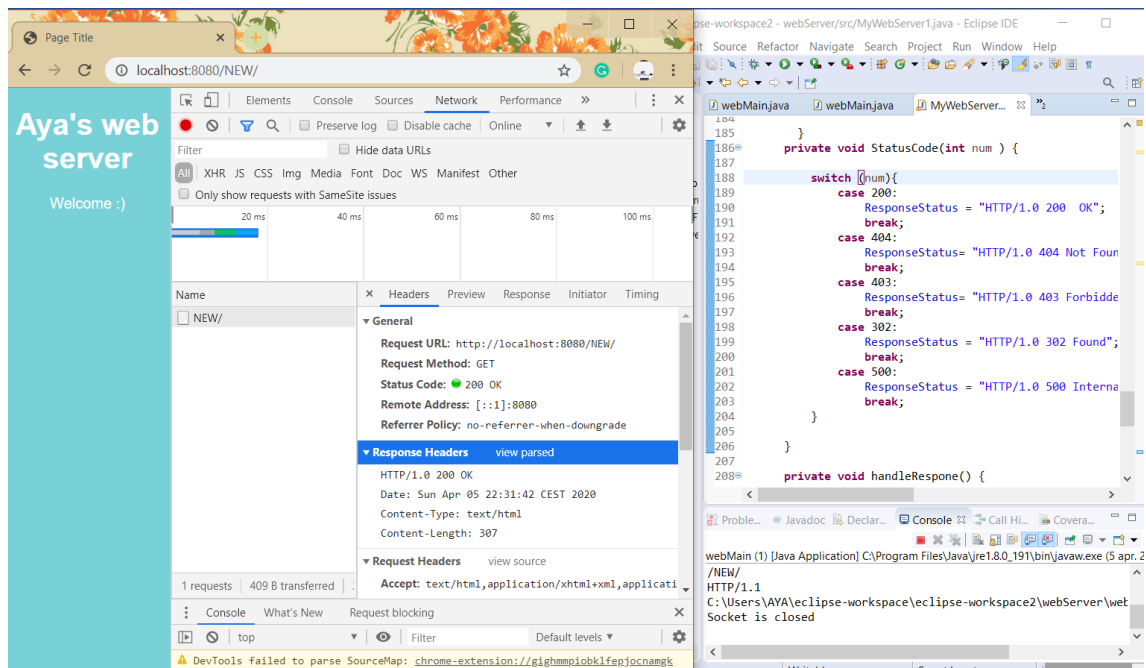 Page Title
localhost:8080/NEW/
Aya's web
server
Welcome :)
Elements Console Sources Network Performance »
Preserve log Disable cache Online
Filter Hide data URLs
All XHR JS CSS Img Media Font Doc WS Manifest Other
Only show requests with SameSite issues
20 ms 40 ms 60 ms 80 ms 100 ms
Name
NEW/
Headers Preview Response Initiator Timing
General
Request URL: http://localhost:8080/NEW/
Request Method: GET
Status Code: 200 OK
Remote Address: [::1]:8080
Referrer Policy: no-referrer-when-downgrade
Response Headers view parsed
HTTP/1.0 200 OK
Date: Sun Apr 05 22:31:42 CEST 2020
Content-Type: text/html
Content-Length: 307
Request Headers view source
Accept: text/html,application/xhtml+xml,applicati
1 requests 409 B transferred
Console What's New Request blocking
top Filter Default levels
DevTools failed to parse SourceMap: chrome-extension://gighmmpiobklfepjocnamgk
pse-workspace2 - webServer/src/MyWebServer1.java - Eclipse IDE
dit Source Refactor Navigate Search Project Run Window Help
webMain.java webMain.java MyWebServer... »2
184
185 }
186 private void StatusCode(int num ) {
187
188 switch (num){
189 case 200:
190 ResponseStatus = "HTTP/1.0 200  OK";
191 break;
192 case 404:
193 ResponseStatus= "HTTP/1.0 404 Not Foun
194 break;
195 case 403:
196 ResponseStatus= "HTTP/1.0 403 Forbidde
197 break;
198 case 302:
199 ResponseStatus = "HTTP/1.0 302 Found";
200 break;
201 case 500:
202 ResponseStatus = "HTTP/1.0 500 Interna
203 break;
204 }
205
206 }
207
208 private void handleRespone() {
Proble... Javadoc Declar... Console Call Hi... Covera...
webMain (1) [Java Application] C:\Program Files\Java\jre1.8.0_191\bin\javaw.exe (5 apr. 2
/NEW/
HTTP/1.1
C:\Users\AYA\eclipse-workspace\eclipse-workspace2\webServer\web
Socket is closed